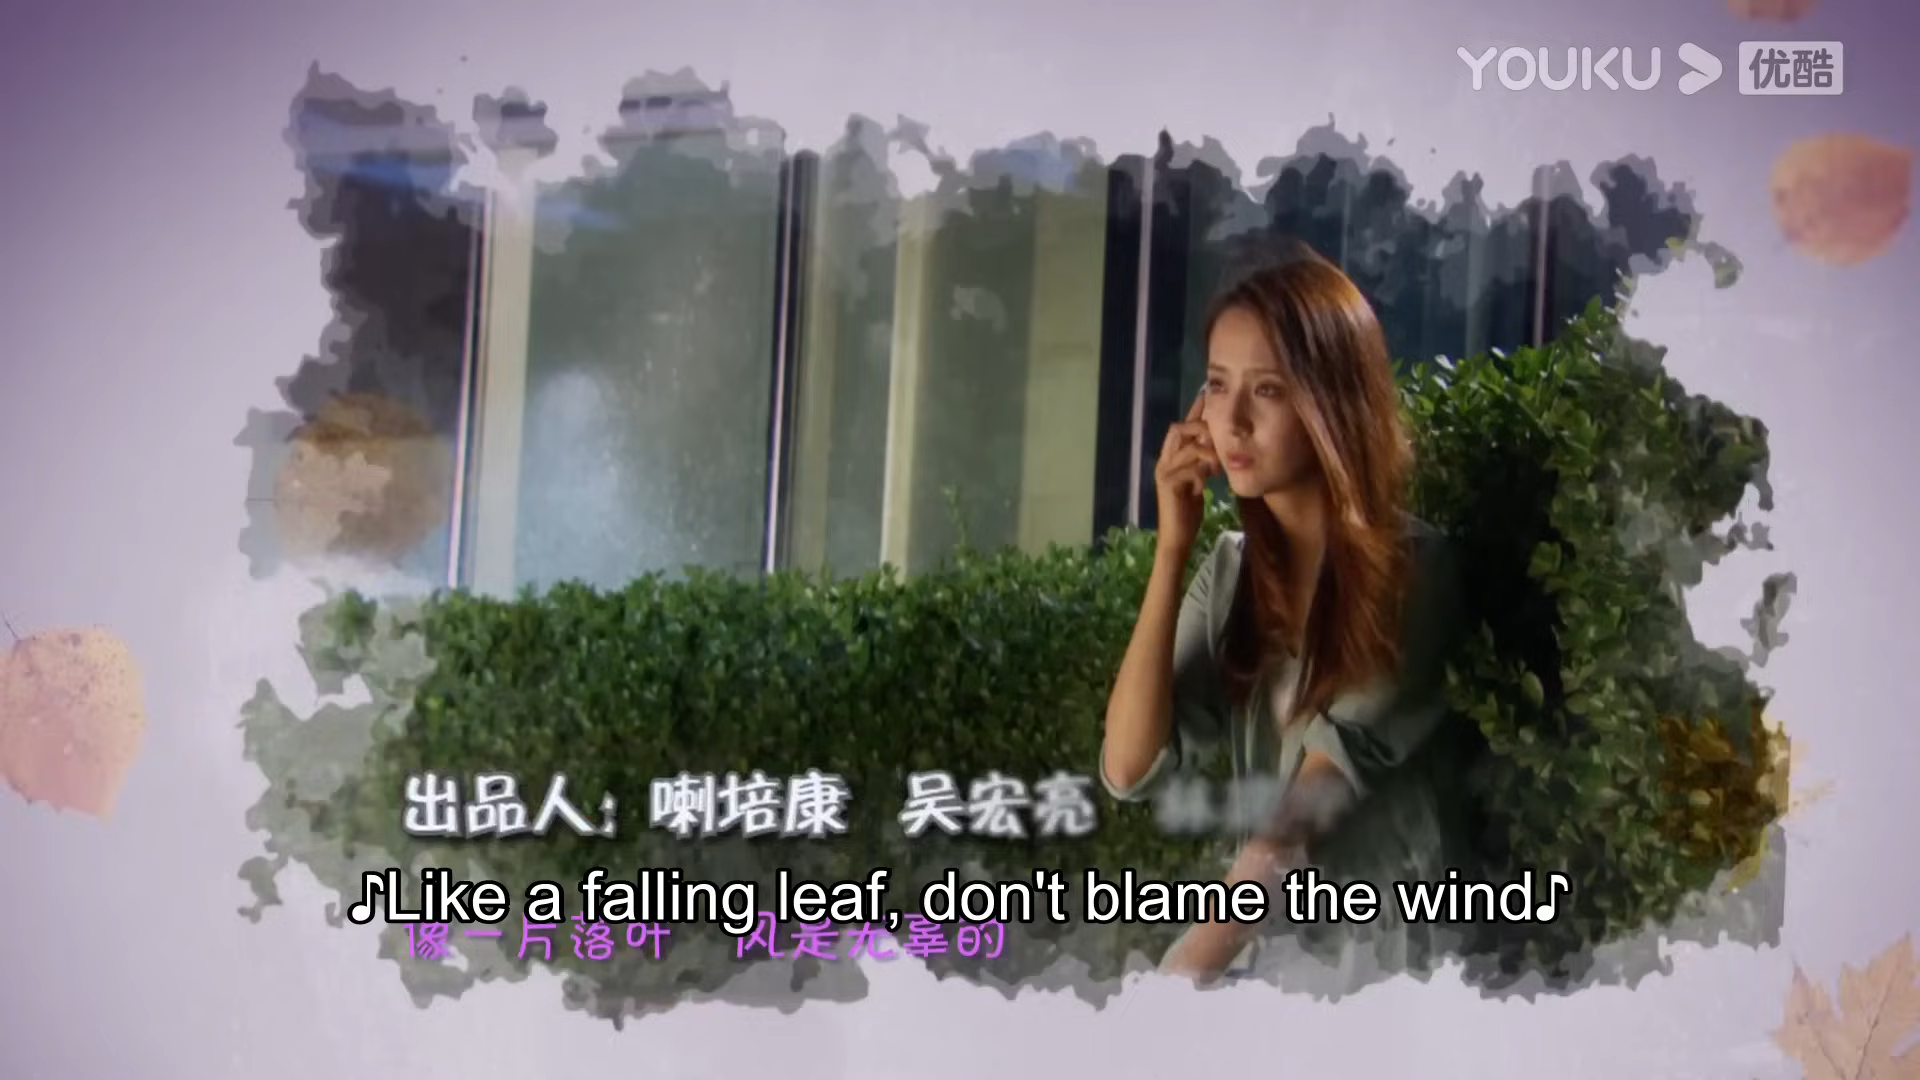 YOUKU 优酷
出品人: 喇培康 吴宏亮
♪Like a falling leaf, don't blame the wind♪
像一片落叶 风是无辜的